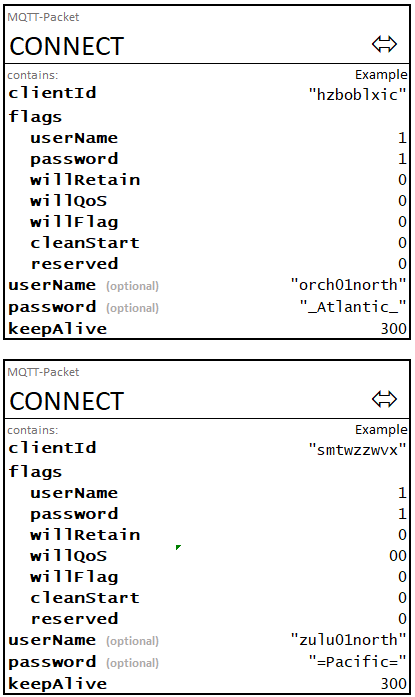 MQTT-Packet
CONNECT ⬄
contains: Example
clientId "hzboblxic"
flags
userName 1
password 1
willRetain 0
willQoS 0
willFlag 0
cleanStart 0
reserved 0
userName (optional) "orch01north"
password (optional) "_Atlantic_"
keepAlive 300
MQTT-Packet
CONNECT ⬄
contains: Example
clientId "smtwzzwvx"
flags
userName 1
password 1
willRetain 0
willQoS 00
willFlag 0
cleanStart 0
reserved 0
userName (optional) "zulu01north"
password (optional) "=Pacific="
keepAlive 300